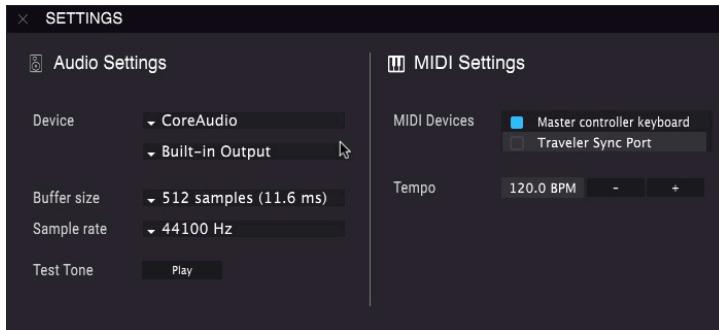 SETTINGS
Audio Settings
Device
CoreAudio
Built-in Output
Buffer size
512 samples (11.6 ms)
Sample rate
44100 Hz
Test Tone
Play
MIDI Settings
MIDI Devices
Master controller keyboard
Traveler Sync Port
Tempo
120.0 BPM
-
+